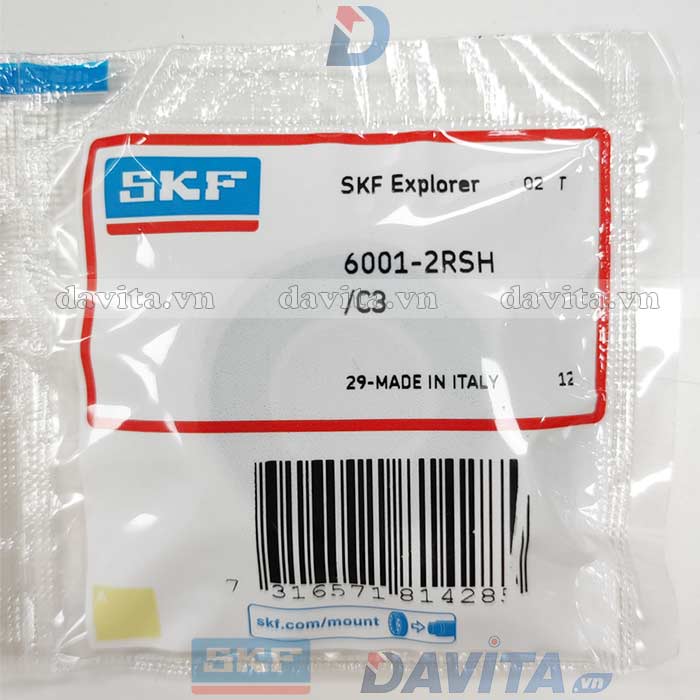 D
SKF
SKF Explorer 02 T
6001-2RSH
/C3
davita.vn davita.vn davita.vn
29-MADE IN ITALY 12
7 316571 814285
skf.com/mount
SKF DAVITA.vn